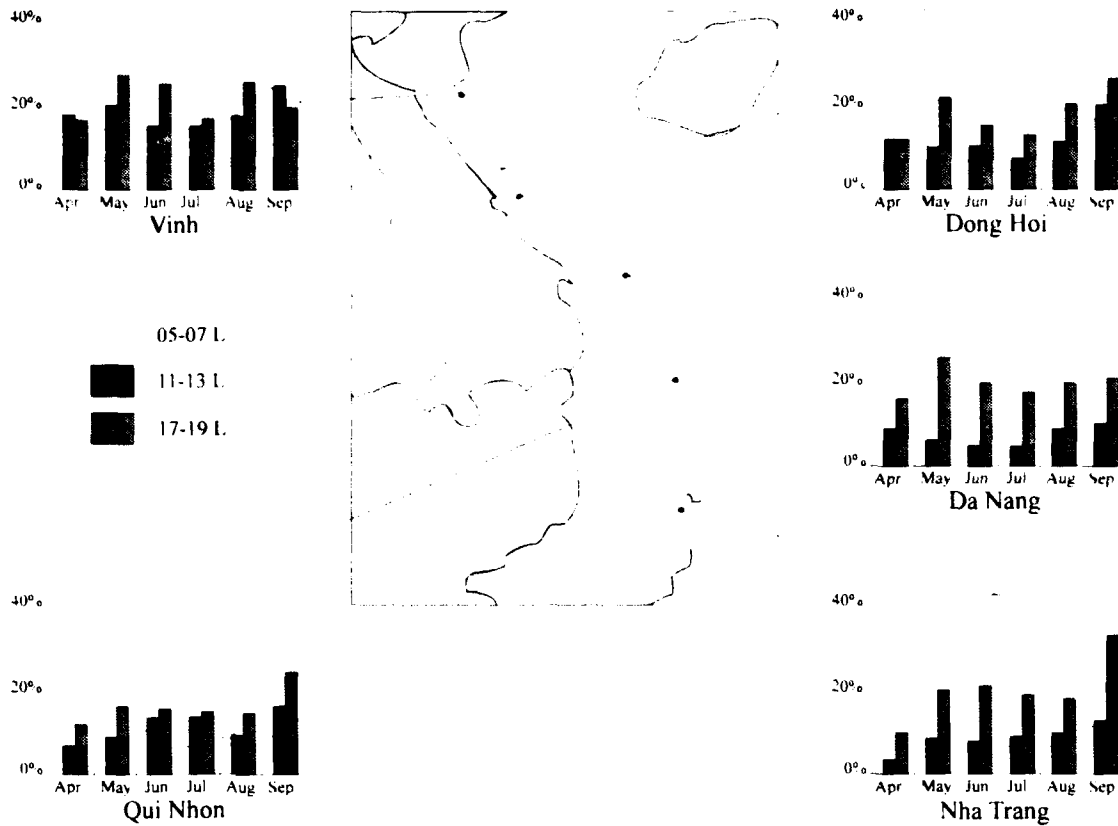 40%
20%
0%
Apr May Jun Jul Aug Sep
Vinh
40%
20%
0%
Apr May Jun Jul Aug Sep
Dong Hoi
05-07 L
11-13 L
17-19 L
40%
20%
0%
Apr May Jun Jul Aug Sep
Da Nang
40%
20%
0%
Apr May Jun Jul Aug Sep
Qui Nhon
40%
20%
0%
Apr May Jun Jul Aug Sep
Nha Trang